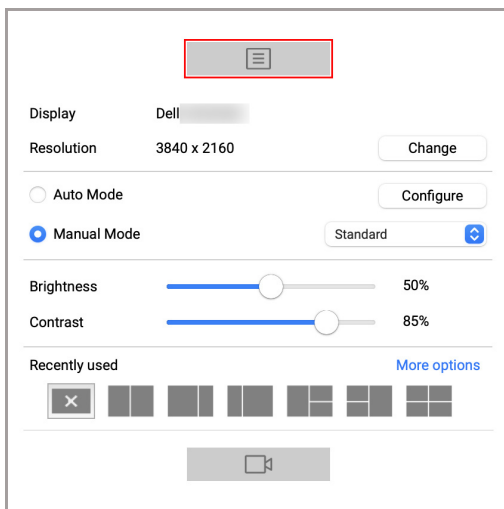 Display Dell
Resolution 3840 x 2160 Change
Auto Mode Configure
Manual Mode Standard
Brightness 50%
Contrast 85%
Recently used More options